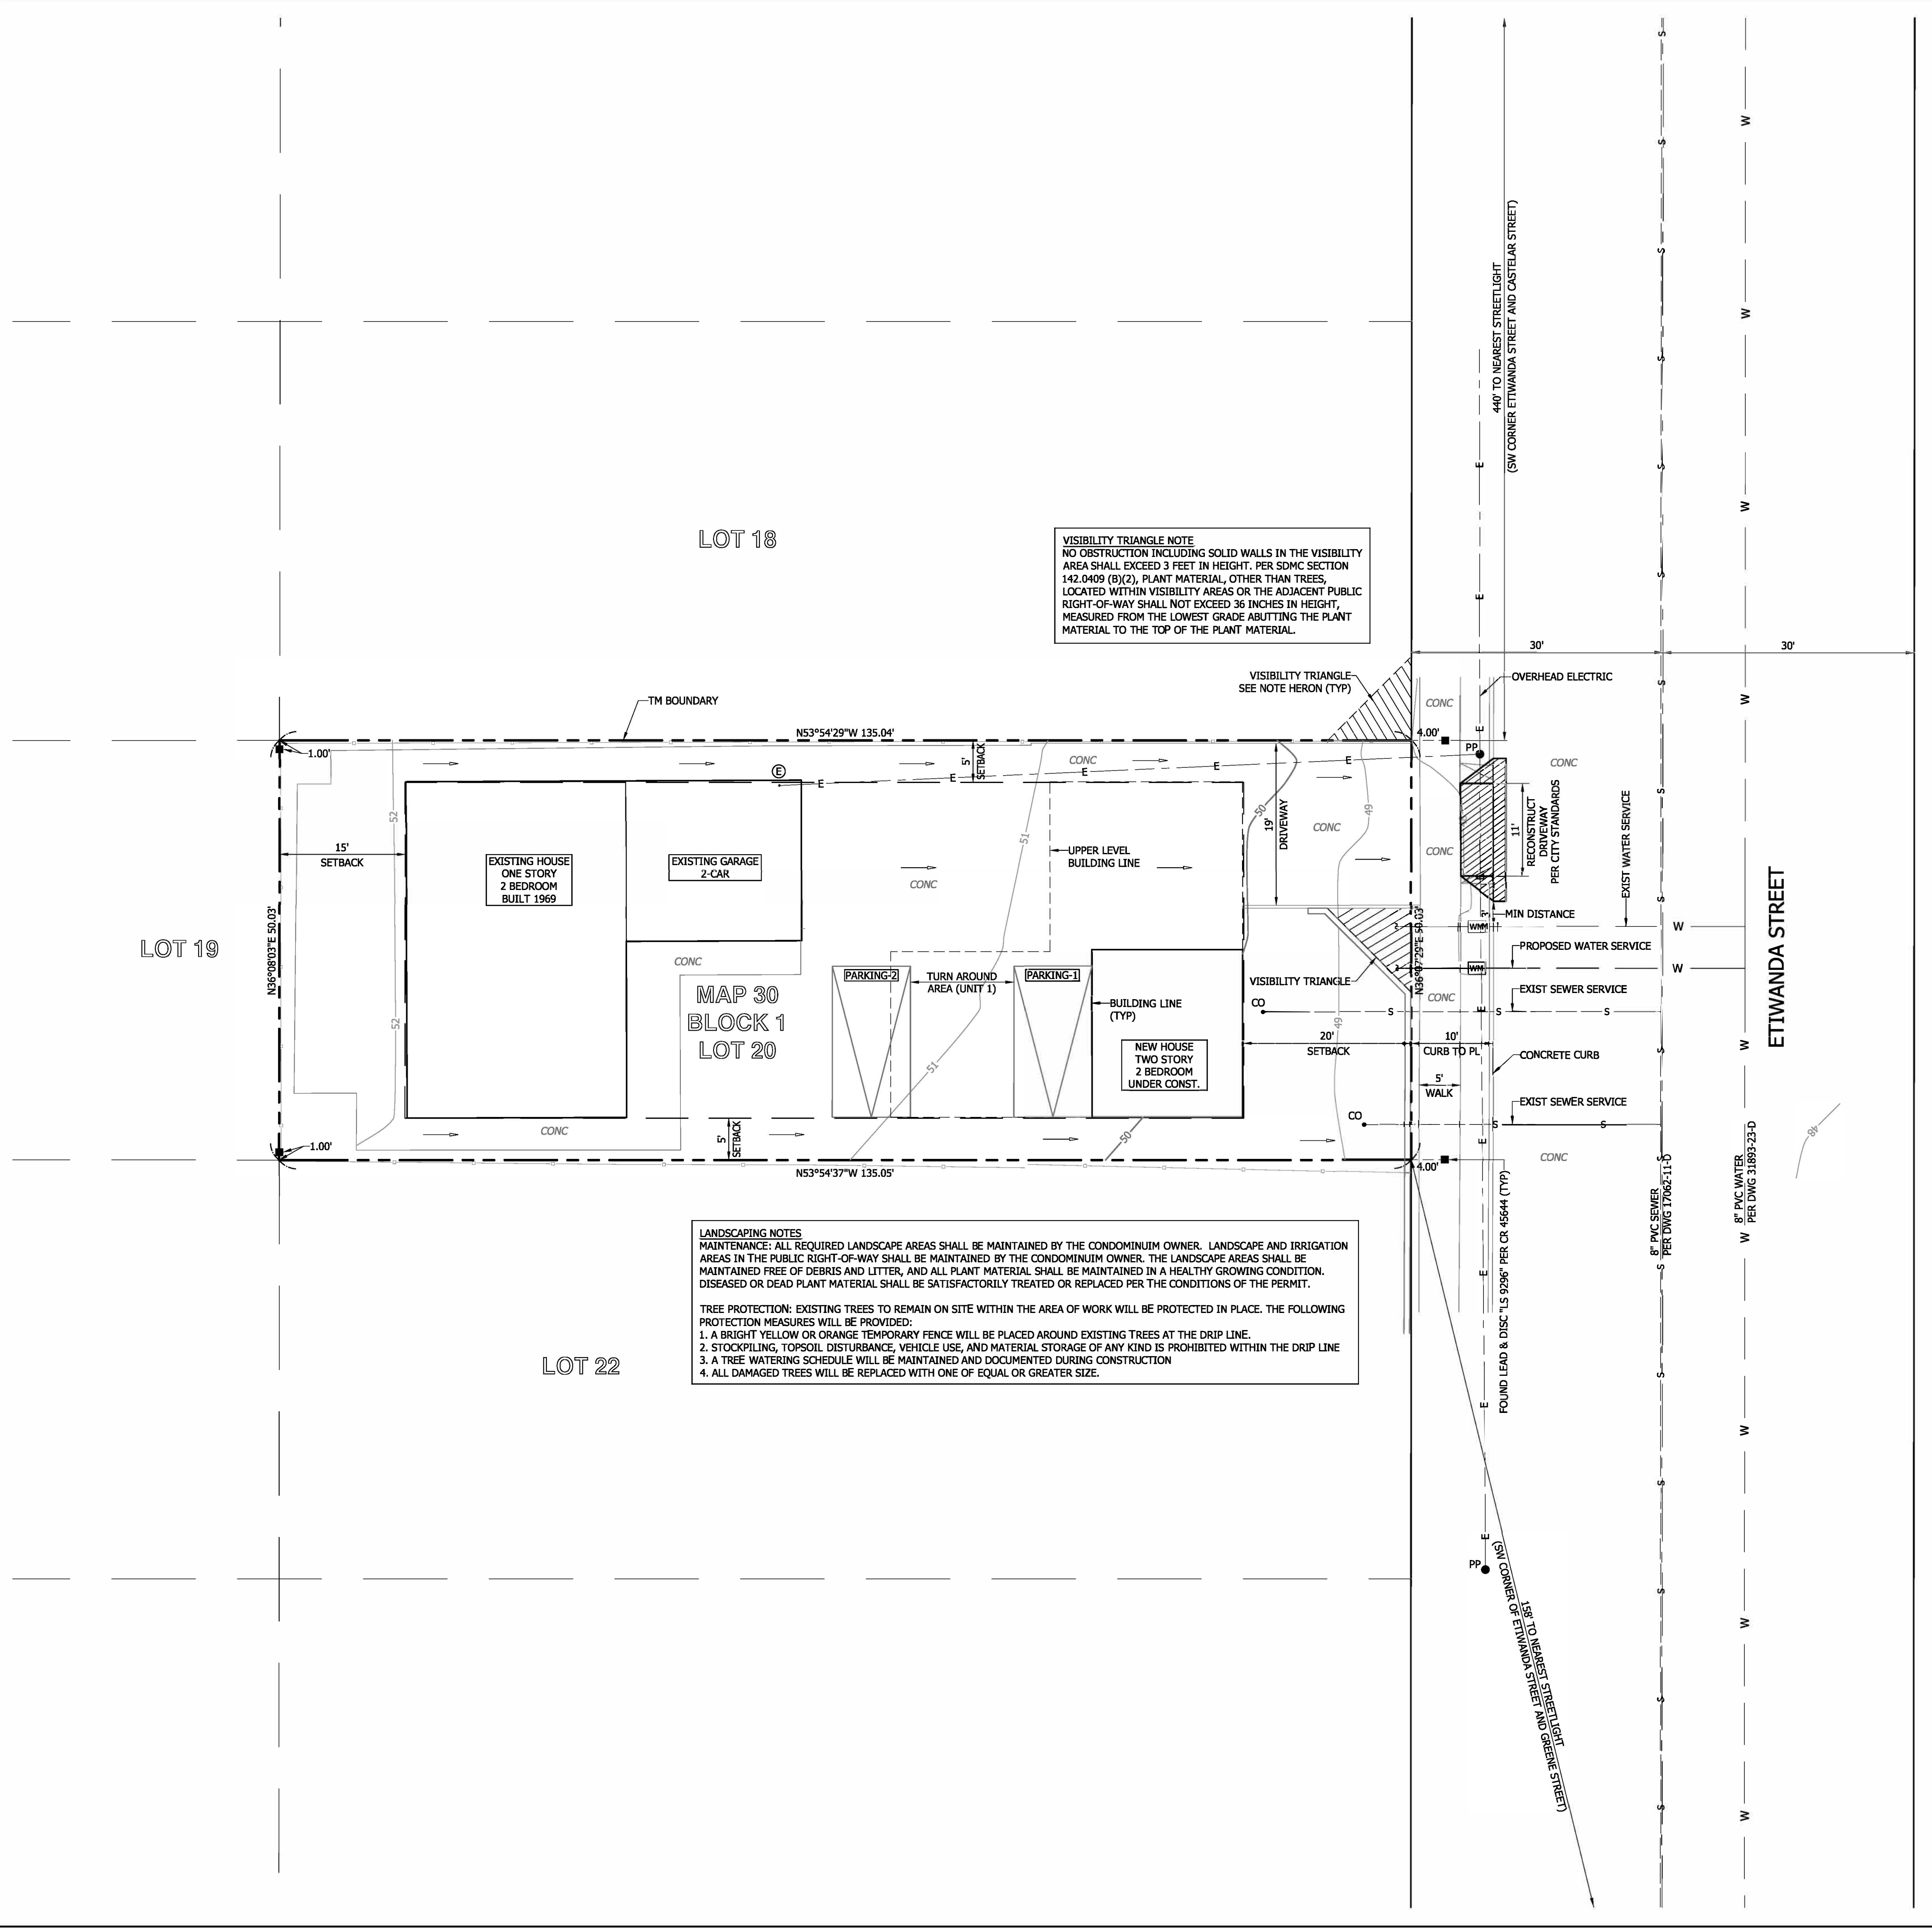 440' TO NEAREST STREETLIGHT
(SW CORNER ETIWANDA STREET AND CASTELAR STREET)
LOT 18
VISIBILITY TRIANGLE NOTE
NO OBSTRUCTION INCLUDING SOLID WALLS IN THE VISIBILITY
AREA SHALL EXCEED 3 FEET IN HEIGHT. PER SDMC SECTION
142.0409 (B)(2), PLANT MATERIAL, OTHER THAN TREES,
LOCATED WITHIN VISIBILITY AREAS OR THE ADJACENT PUBLIC
RIGHT-OF-WAY SHALL NOT EXCEED 36 INCHES IN HEIGHT,
MEASURED FROM THE LOWEST GRADE ABUTTING THE PLANT
MATERIAL TO THE TOP OF THE PLANT MATERIAL.
30'
30'
VISIBILITY TRIANGLE
SEE NOTE HERON (TYP)
OVERHEAD ELECTRIC
TM BOUNDARY
CONC
N53°54'29"W 135.04'
4.00'
PP
1.00'
5'
SETBACK
CONC
CONC
E
E
E
E
E
E
52
51
50
49
19'
DRIVEWAY
CONC
CONC
11'
RECONSTRUCT
DRIVEWAY
PER CITY STANDARDS
EXIST WATER SERVICE
15'
SETBACK
EXISTING HOUSE
ONE STORY
2 BEDROOM
BUILT 1969
EXISTING GARAGE
2-CAR
CONC
UPPER LEVEL
BUILDING LINE
ETIWANDA STREET
LOT 19
N36°08'03"E 50.03'
N36°07'29"E 50.03'
3'
MIN DISTANCE
WM
W
PROPOSED WATER SERVICE
WM
W
CONC
PARKING-2
TURN AROUND
AREA (UNIT 1)
PARKING-1
VISIBILITY TRIANGLE
MAP 30
BLOCK 1
LOT 20
BUILDING LINE
(TYP)
CO
CONC
EXIST SEWER SERVICE
S
S
S
52
49
20'
SETBACK
10'
CURB TO PL
CONCRETE CURB
NEW HOUSE
TWO STORY
2 BEDROOM
UNDER CONST.
51
5'
WALK
EXIST SEWER SERVICE
CO
S
S
50
48
CONC
5'
SETBACK
1.00'
4.00'
CONC
N53°54'37"W 135.05'
8" PVC SEWER
PER DWG 17062-11-D
8" PVC WATER
PER DWG 31893-23-D
FOUND LEAD & DISC "LS 9296" PER CR 45644 (TYP)
LANDSCAPING NOTES
MAINTENANCE: ALL REQUIRED LANDSCAPE AREAS SHALL BE MAINTAINED BY THE CONDOMINUIM OWNER. LANDSCAPE AND IRRIGATION
AREAS IN THE PUBLIC RIGHT-OF-WAY SHALL BE MAINTAINED BY THE CONDOMINUIM OWNER. THE LANDSCAPE AREAS SHALL BE
MAINTAINED FREE OF DEBRIS AND LITTER, AND ALL PLANT MATERIAL SHALL BE MAINTAINED IN A HEALTHY GROWING CONDITION.
DISEASED OR DEAD PLANT MATERIAL SHALL BE SATISFACTORILY TREATED OR REPLACED PER THE CONDITIONS OF THE PERMIT.
TREE PROTECTION: EXISTING TREES TO REMAIN ON SITE WITHIN THE AREA OF WORK WILL BE PROTECTED IN PLACE. THE FOLLOWING
PROTECTION MEASURES WILL BE PROVIDED:
1. A BRIGHT YELLOW OR ORANGE TEMPORARY FENCE WILL BE PLACED AROUND EXISTING TREES AT THE DRIP LINE.
2. STOCKPILING, TOPSOIL DISTURBANCE, VEHICLE USE, AND MATERIAL STORAGE OF ANY KIND IS PROHIBITED WITHIN THE DRIP LINE
3. A TREE WATERING SCHEDULE WILL BE MAINTAINED AND DOCUMENTED DURING CONSTRUCTION
4. ALL DAMAGED TREES WILL BE REPLACED WITH ONE OF EQUAL OR GREATER SIZE.
LOT 22
PP
158' TO NEAREST STREETLIGHT
(SW CORNER OF ETIWANDA STREET AND GREENE STREET)